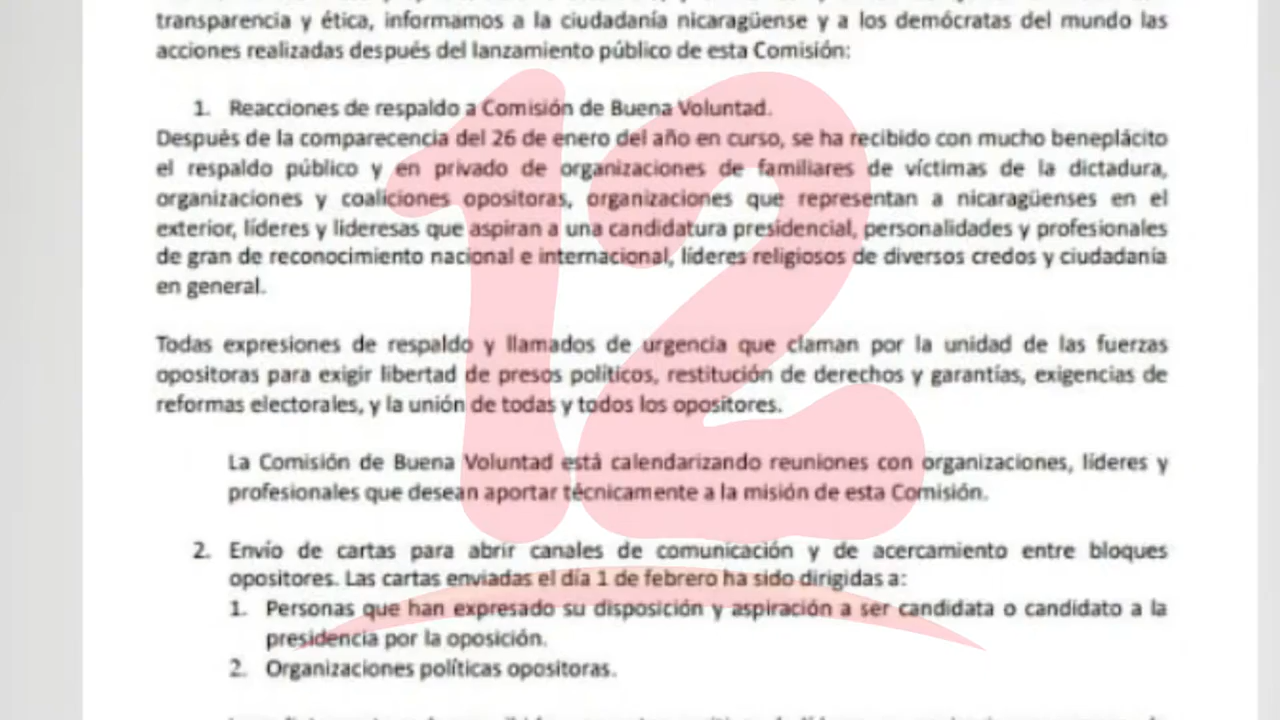 transparencia y ética, informamos a la ciudadanía nicaragüense y a los demócratas del mundo las
acciones realizadas después del lanzamiento público de esta Comisión:
1. Reacciones de respaldo a Comisión de Buena Voluntad.
Después de la comparecencia del 26 de enero del año en curso, se ha recibido con mucho beneplácito
el respaldo público y en privado de organizaciones de familiares de víctimas de la dictadura,
organizaciones y coaliciones opositoras, organizaciones que representan a nicaragüenses en el
exterior, líderes y lideresas que aspiran a una candidatura presidencial, personalidades y profesionales
de gran de reconocimiento nacional e internacional, líderes religiosos de diversos credos y ciudadanía
en general.
Todas expresiones de respaldo y llamados de urgencia que claman por la unidad de las fuerzas
opositoras para exigir libertad de presos políticos, restitución de derechos y garantías, exigencias de
reformas electorales, y la unión de todas y todos los opositores.
La Comisión de Buena Voluntad está calendarizando reuniones con organizaciones, líderes y
profesionales que desean aportar técnicamente a la misión de esta Comisión.
2. Envío de cartas para abrir canales de comunicación y de acercamiento entre bloques
opositores. Las cartas enviadas el día 1 de febrero ha sido dirigidas a:
1. Personas que han expresado su disposición y aspiración a ser candidata o candidato a la
presidencia por la oposición.
2. Organizaciones políticas opositoras.
12